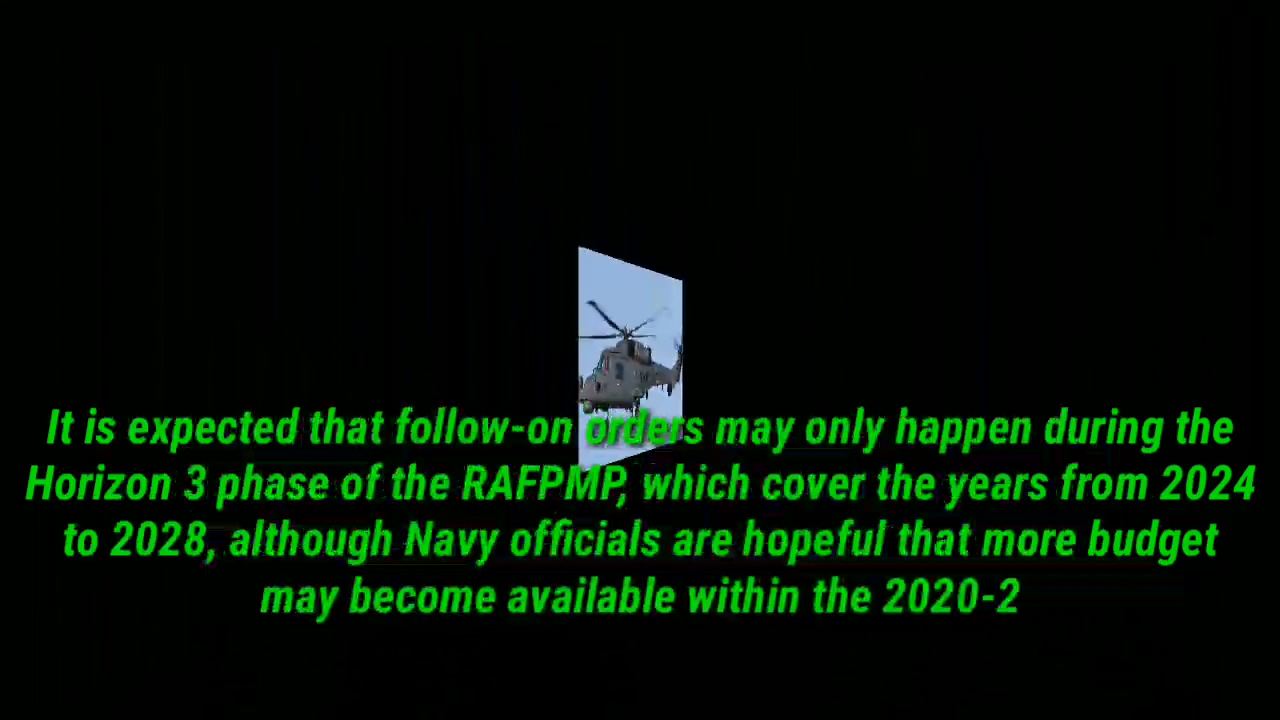 It is expected that follow-on orders may only happen during the
Horizon 3 phase of the RAFPMP, which cover the years from 2024
to 2028, although Navy officials are hopeful that more budget
may become available within the 2020-2